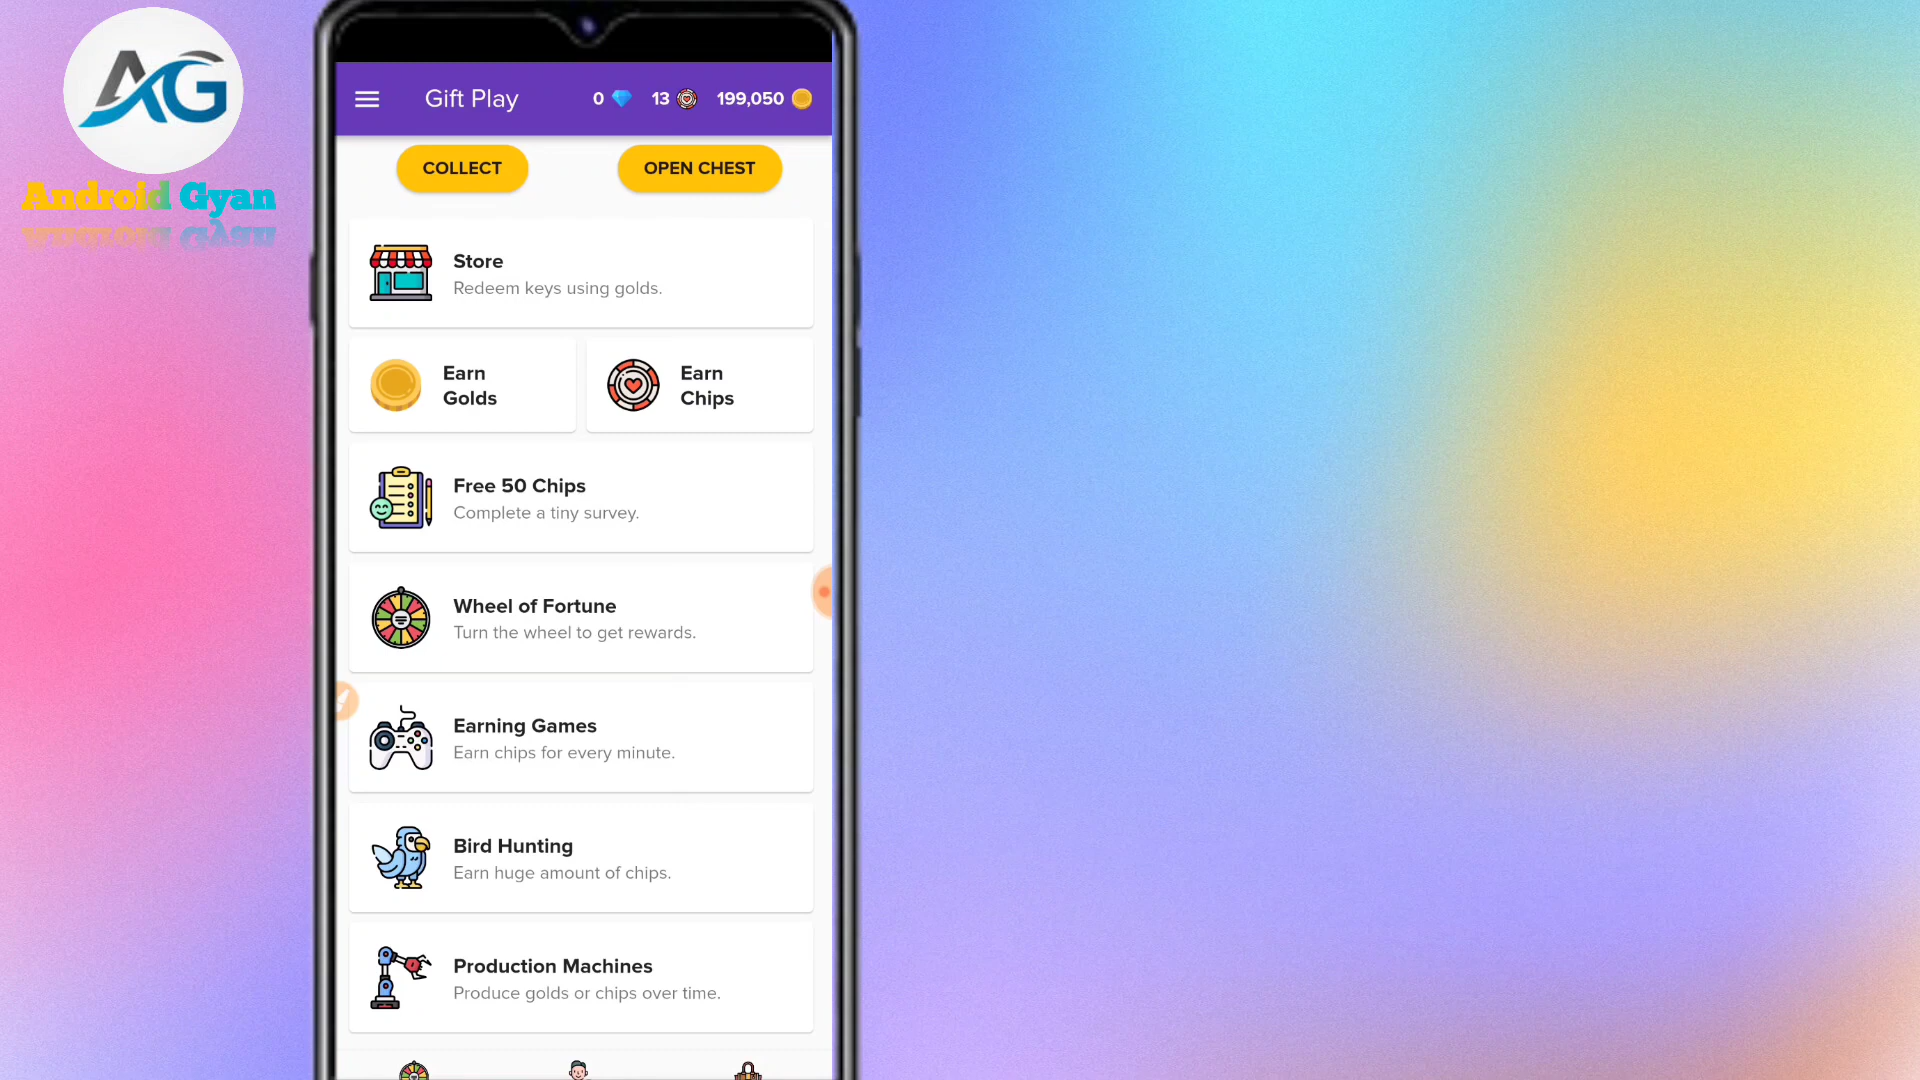 AG
Android Gyan
Gift Play
0
13
199,050
COLLECT
OPEN CHEST
Store
Redeem keys using golds.
Earn
Golds
Earn
Chips
Free 50 Chips
Complete a tiny survey.
Wheel of Fortune
Turn the wheel to get rewards.
Earning Games
Earn chips for every minute.
Bird Hunting
Earn huge amount of chips.
Production Machines
Produce golds or chips over time.